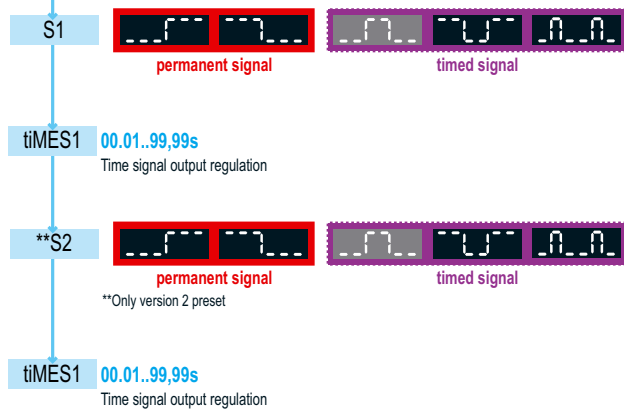 S1
permanent signal
timed signal
tiMES1 00.01..99,99s
Time signal output regulation
**S2
permanent signal
timed signal
**Only version 2 preset
tiMES1 00.01..99,99s
Time signal output regulation